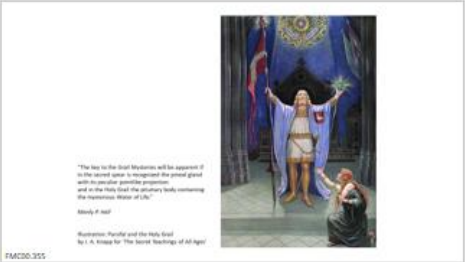 "The key to the Grail Mysteries will be apparent if
in the sacred spear is recognized the pineal gland
with its peculiar pointlike projection
and in the Holy Grail the pituitary body containing
the mysterious Water of Life."
Manly P. Hall
Illustration: Parsifal and the Holy Grail
by J. A. Knapp for 'The Secret Teachings of All Ages'
FMC00.355